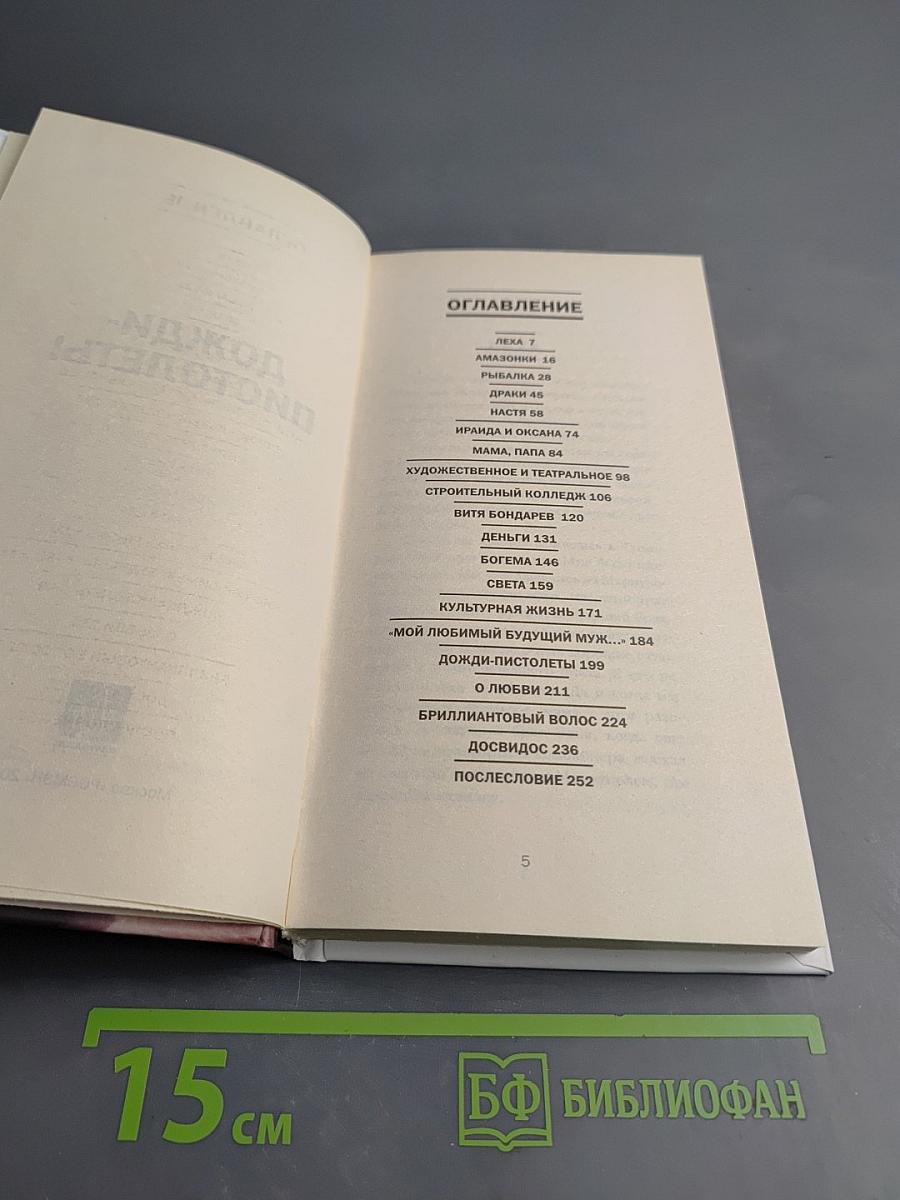 ОГЛАВЛЕНИЕ
ЛЕХА 7
АМАЗОНКИ 16
РЫБАЛКА 28
ДРАКИ 45
НАСТЯ 58
ИРАИДА И ОКСАНА 74
МАМА, ПАПА 84
ХУДОЖЕСТВЕННОЕ И ТЕАТРАЛЬНОЕ 98
СТРОИТЕЛЬНЫЙ КОЛЛЕДЖ 106
ВИТЯ БОНДАРЕВ 120
ДЕНЬГИ 131
БОГЕМА 146
СВЕТА 159
КУЛЬТУРНАЯ ЖИЗНЬ 171
«МОЙ ЛЮБИМЫЙ БУДУЩИЙ МУЖ...» 184
ДОЖДИ-ПИСТОЛЕТЫ 199
О ЛЮБВИ 211
БРИЛЛИАНТОВЫЙ ВОЛОС 224
ДОСВИДОС 236
ПОСЛЕСЛОВИЕ 252
5
ДОЖДИ-
ПИСТОЛЕТЫ
15 см
БФ БИБЛИОФАН